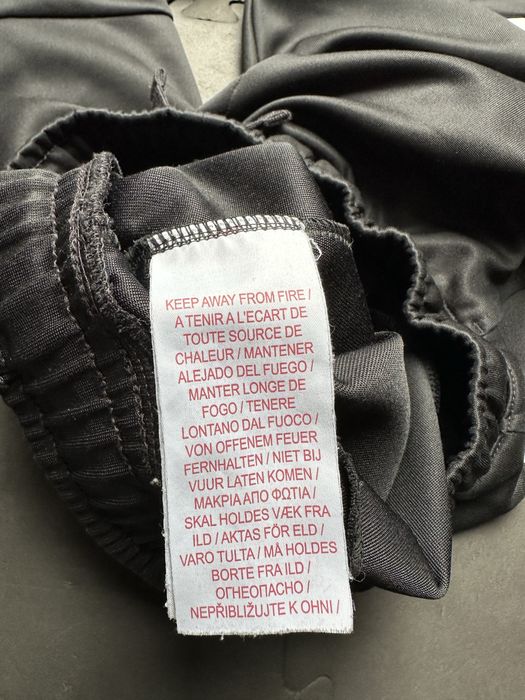 KEEP AWAY FROM FIRE /
A TENIR A L'ECART DE
TOUTE SOURCE DE
CHALEUR / MANTENER
ALEJADO DEL FUEGO /
MANTER LONGE DE
FOGO / TENERE
LONTANO DAL FUOCO /
VON OFFENEM FEUER
FERNHALTEN / NIET BIJ
VUUR LATEN KOMEN /
ΜΑΚΡΙΑ ΑΠΟ ΦΩΤΙΑ /
SKAL HOLDES VÆK FRA
ILD / AKTAS FÖR ELD /
VARO TULTA / MÅ HOLDES
BORTE FRA ILD /
ОГНЕОПАСНО /
NEPŘIBLIŽUJTE K OHNI /